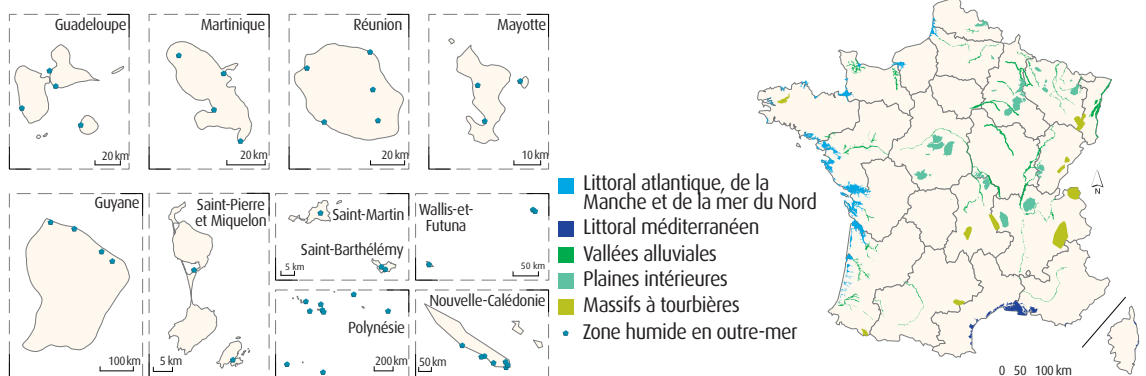 Guadeloupe
20 km
Martinique
20 km
Réunion
20 km
Mayotte
10 km
Guyane
100 km
Saint-Pierre
et Miquelon
5 km
Saint-Martin
Saint-Barthélémy
5 km
Wallis-et-
Futuna
50 km
Polynésie
200 km
Nouvelle-Calédonie
50 km
Littoral atlantique, de la
Manche et de la mer du Nord
Littoral méditerranéen
Vallées alluviales
Plaines intérieures
Massifs à tourbières
Zone humide en outre-mer
N
0 50 100 km